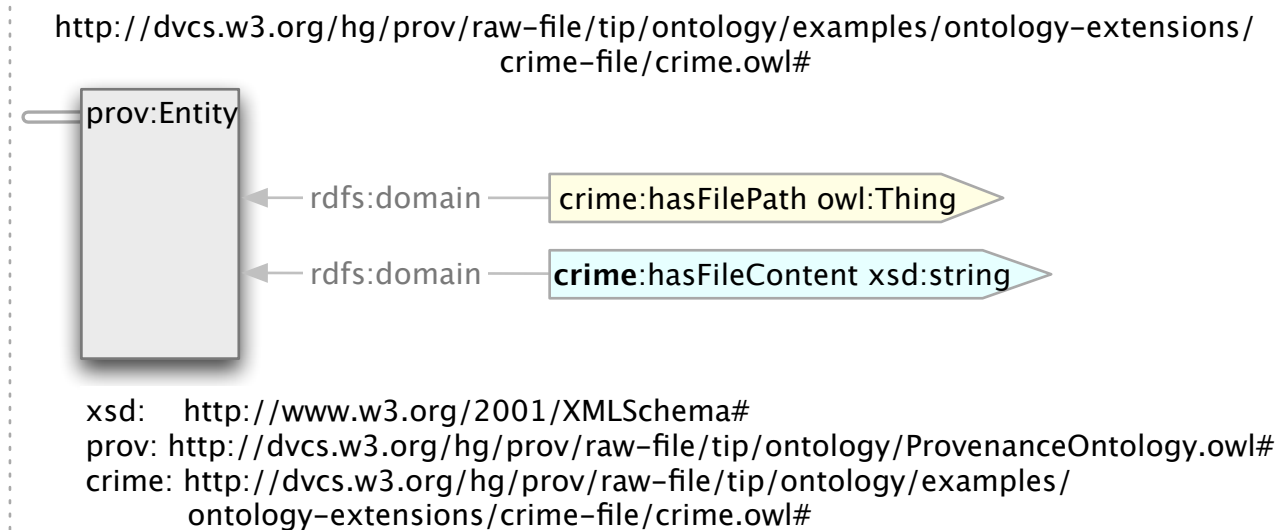 http://dvcs.w3.org/hg/prov/raw-file/tip/ontology/examples/ontology-extensions/
crime-file/crime.owl#
prov:Entity
rdfs:domain crime:hasFilePath owl:Thing
rdfs:domain crime:hasFileContent xsd:string
xsd: http://www.w3.org/2001/XMLSchema#
prov: http://dvcs.w3.org/hg/prov/raw-file/tip/ontology/ProvenanceOntology.owl#
crime: http://dvcs.w3.org/hg/prov/raw-file/tip/ontology/examples/
ontology-extensions/crime-file/crime.owl#